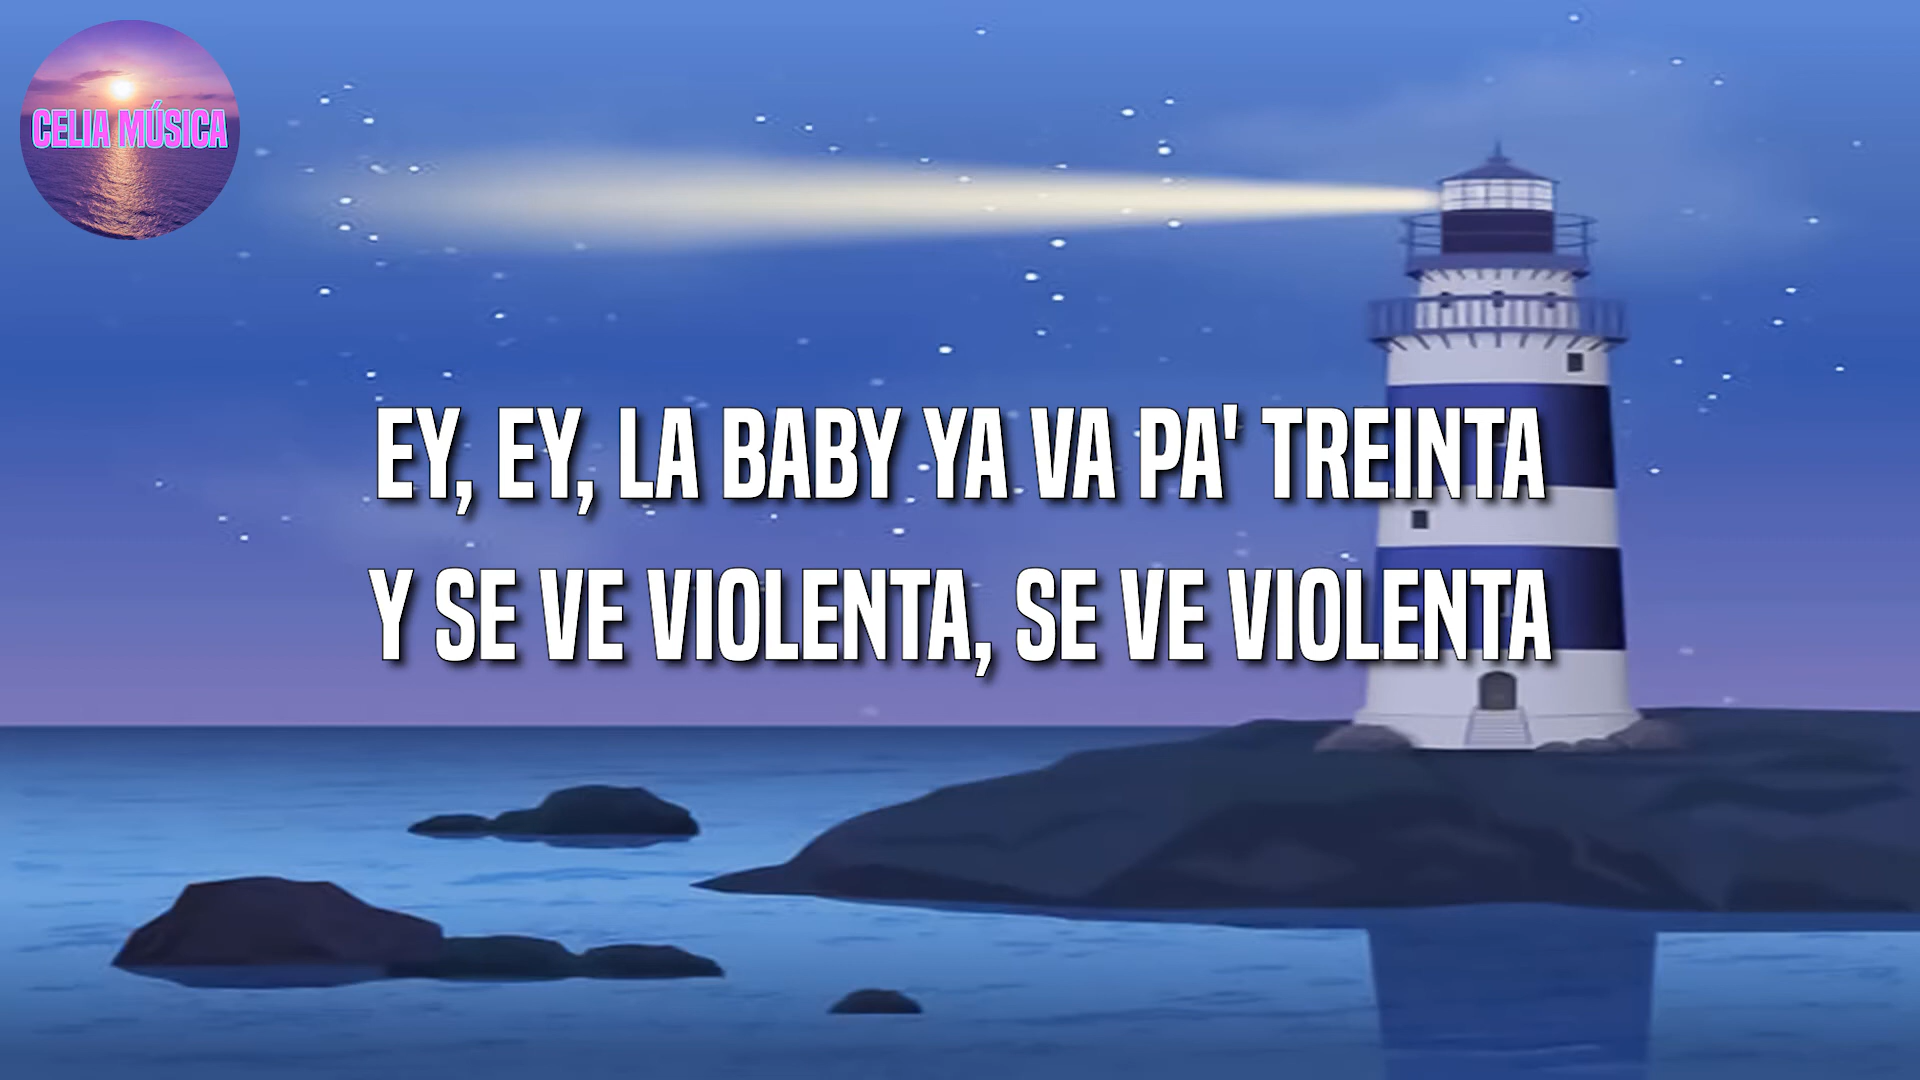 CELIA MÚSICA
EY, EY, LA BABY YA VA PA' TREINTA
Y SE VE VIOLENTA, SE VE VIOLENTA